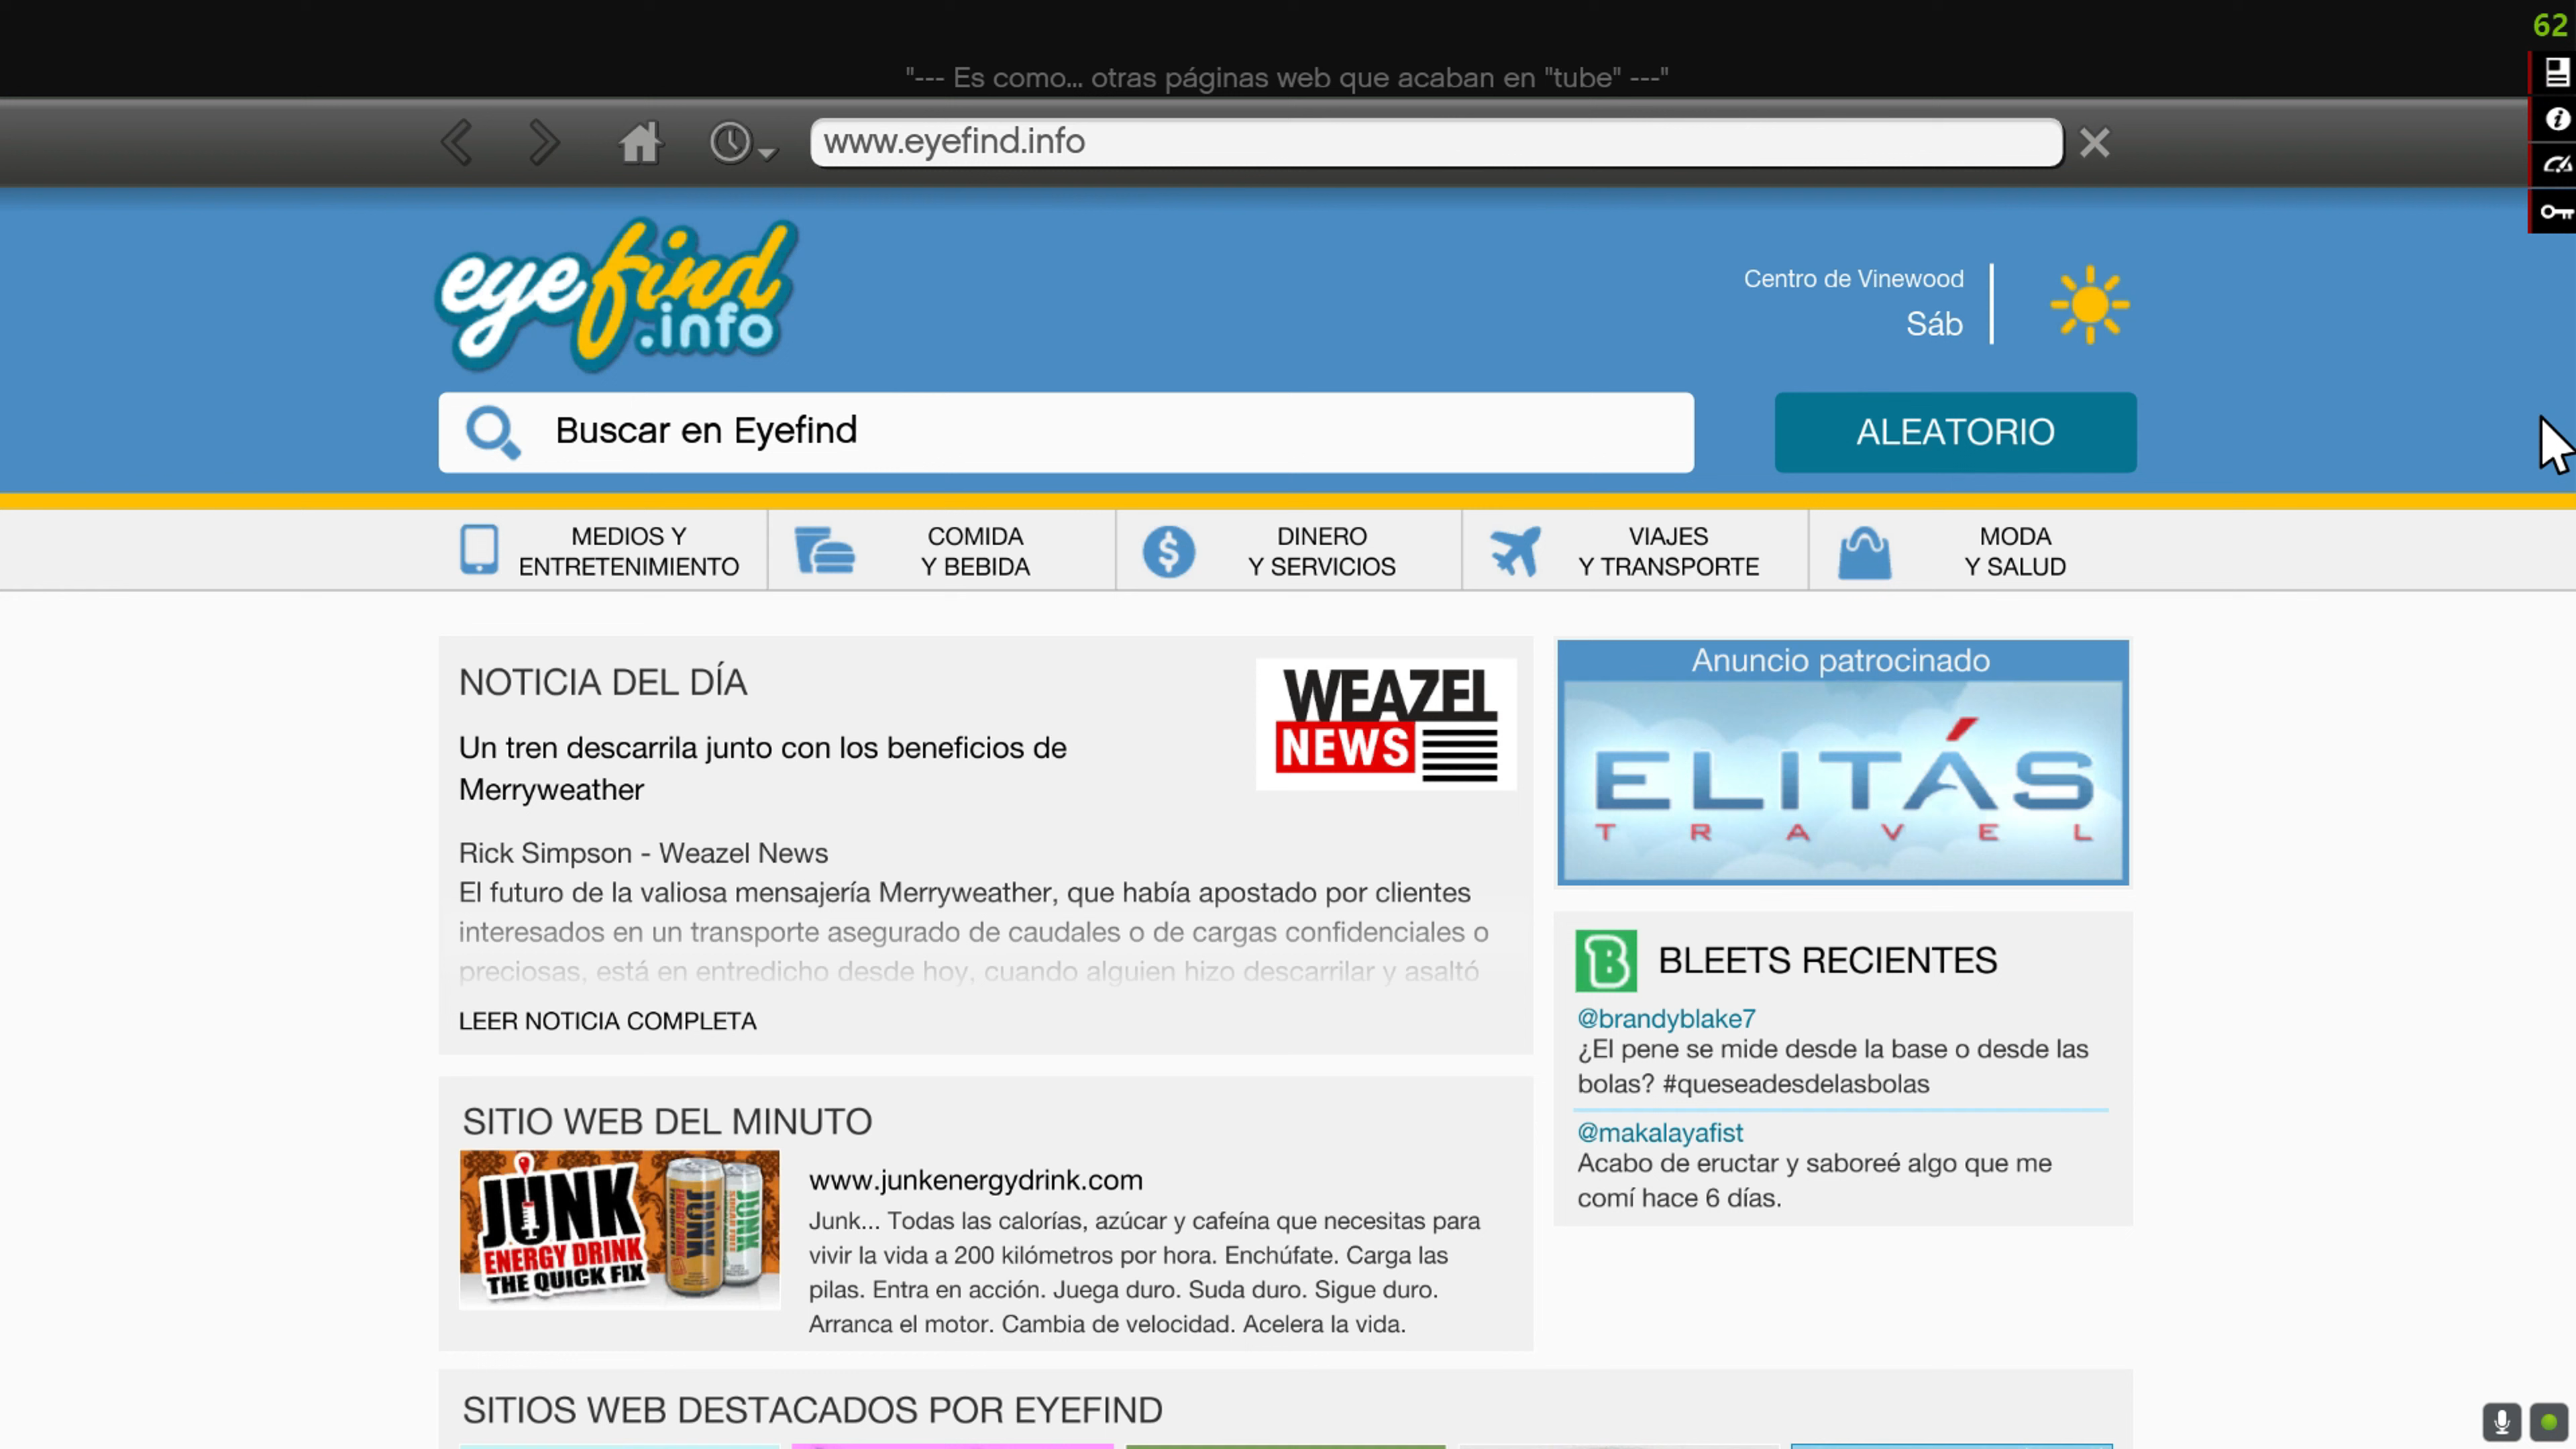 62
"--- Es como... otras páginas web que acaban en "tube" ---"
www.eyefind.info
eyefind
.info
Centro de Vinewood
Sáb
Buscar en Eyefind
ALEATORIO
MEDIOS Y
ENTRETENIMIENTO
COMIDA
Y BEBIDA
DINERO
Y SERVICIOS
VIAJES
Y TRANSPORTE
MODA
Y SALUD
NOTICIA DEL DÍA
WEAZEL
NEWS
Un tren descarrila junto con los beneficios de
Merryweather
Rick Simpson - Weazel News
El futuro de la valiosa mensajería Merryweather, que había apostado por clientes
interesados en un transporte asegurado de caudales o de cargas confidenciales o
preciosas, está en entredicho desde hoy, cuando alguien hizo descarrilar y asaltó
LEER NOTICIA COMPLETA
Anuncio patrocinado
ELITÁS
TRAVEL
BLEETS RECIENTES
@brandyblake7
¿El pene se mide desde la base o desde las
bolas? #queseadesdelasbolas
@makalayafist
Acabo de eructar y saboreé algo que me
comí hace 6 días.
SITIO WEB DEL MINUTO
JUNK
ENERGY DRINK
THE QUICK FIX
JUNK
JUNK
www.junkenergydrink.com
Junk... Todas las calorías, azúcar y cafeína que necesitas para
vivir la vida a 200 kilómetros por hora. Enchúfate. Carga las
pilas. Entra en acción. Juega duro. Suda duro. Sigue duro.
Arranca el motor. Cambia de velocidad. Acelera la vida.
SITIOS WEB DESTACADOS POR EYEFIND